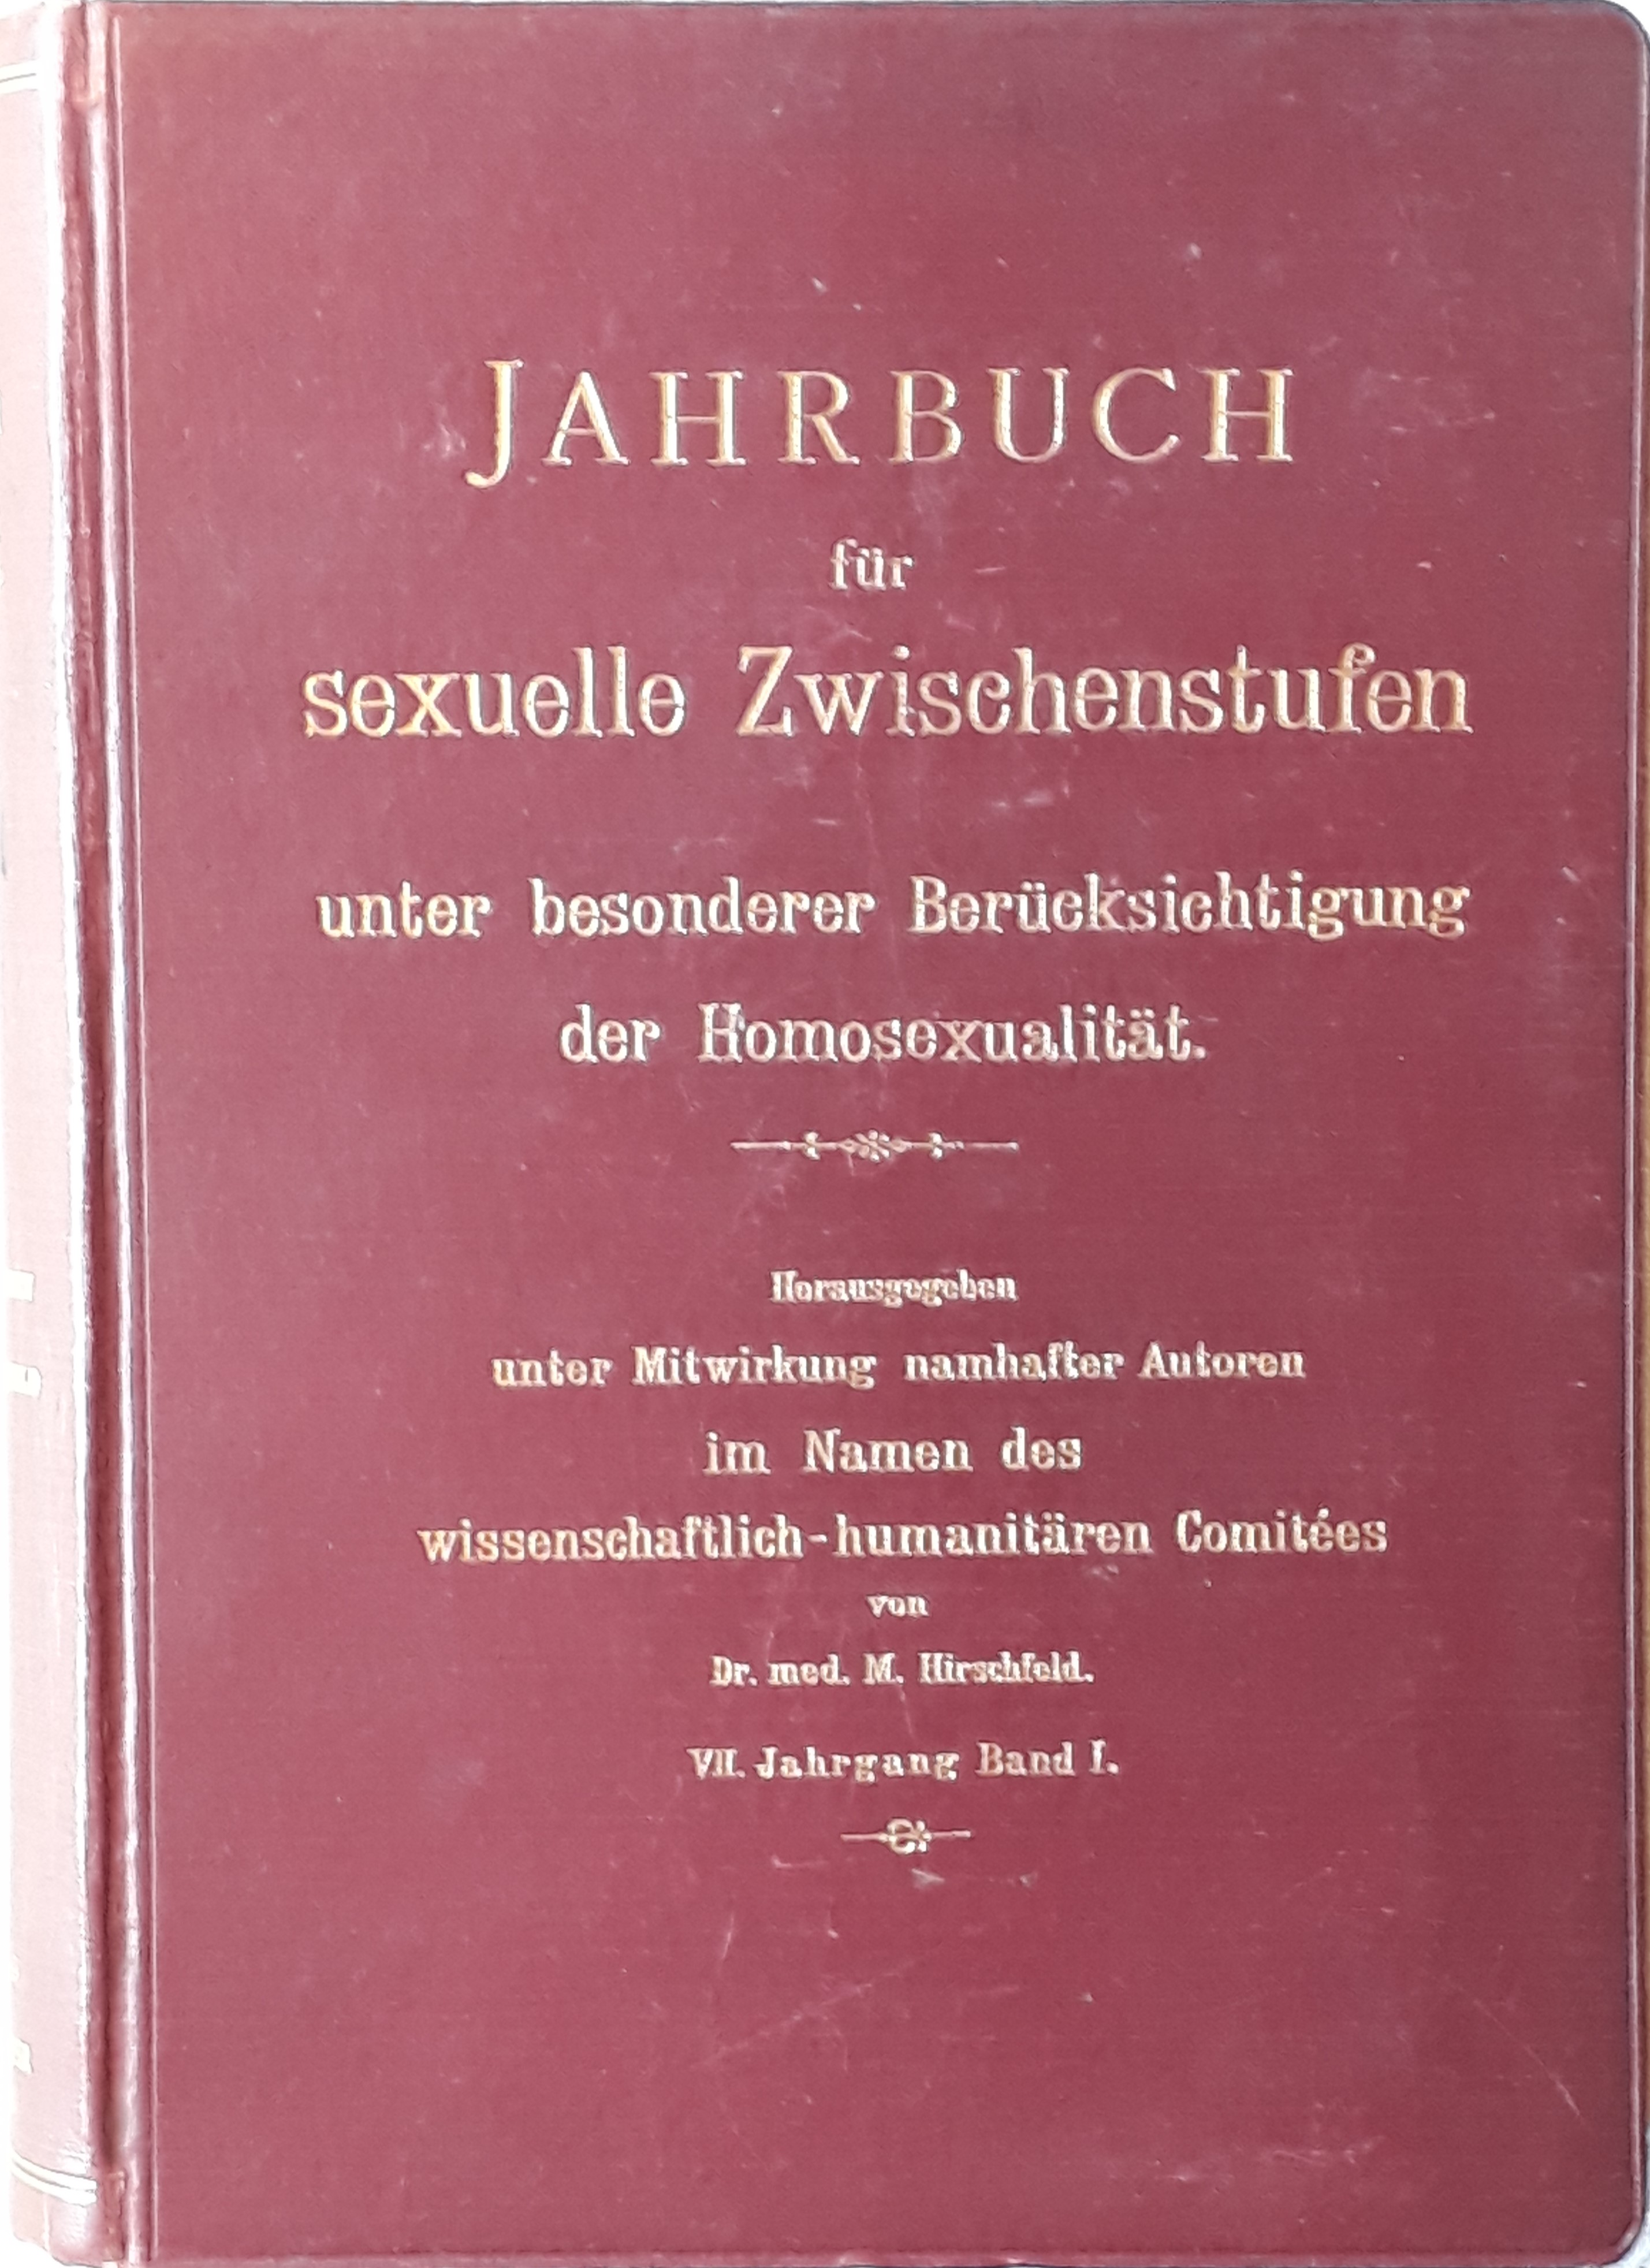 JAHRBUCH
für
sexuelle Zwischenstufen
unter besonderer Berücksichtigung
der Homosexualität.
Herausgegeben
unter Mitwirkung namhafter Autoren
im Namen des
wissenschaftlich-humanitären Comitées
von
Dr. med. M. Hirschfeld.
VII. Jahrgang Band I.